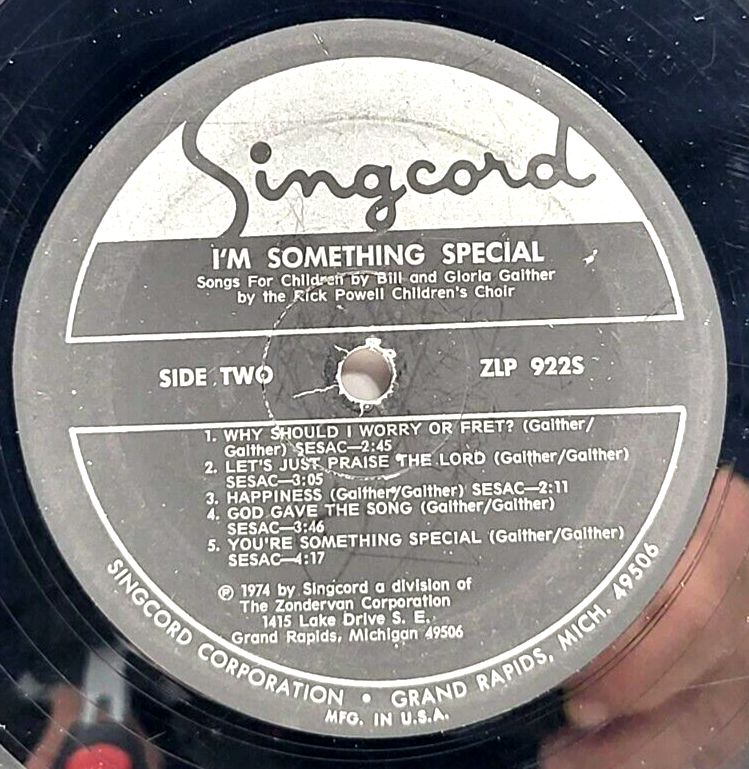 Singcord
I'M SOMETHING SPECIAL
Songs For Children by Bill and Gloria Gaither
by the Rick Powell Children's Choir
SIDE TWO
ZLP 922S
1. WHY SHOULD I WORRY OR FRET? (Gaither/
Gaither) SESAC—2:45
2. LET'S JUST PRAISE THE LORD (Gaither/Gaither)
SESAC—3:05
3. HAPPINESS (Gaither/Gaither) SESAC—2:11
4. GOD GAVE THE SONG (Gaither/Gaither)
SESAC—3:46
5. YOU'RE SOMETHING SPECIAL (Gaither/Gaither)
SESAC—4:17
℗ 1974 by Singcord a division of
The Zondervan Corporation
1415 Lake Drive S. E.
Grand Rapids, Michigan 49506
SINGCORD CORPORATION • GRAND RAPIDS, MICH. 49506
MFG. IN U.S.A.